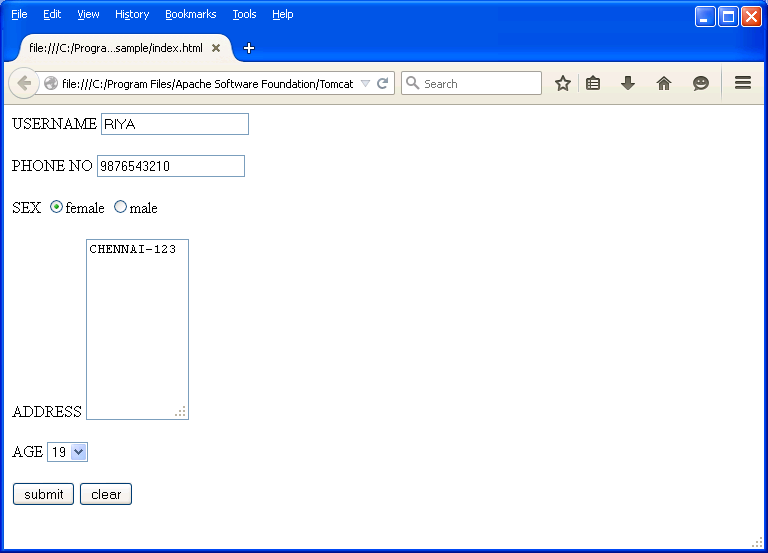 File Edit View History Bookmarks Tools Help
file:///C:/Progra...sample/index.html
file:///C:/Program Files/Apache Software Foundation/Tomcat Search
USERNAME RIYA
PHONE NO 9876543210
SEX female male
CHENNAI-123
ADDRESS
AGE 19
submit clear